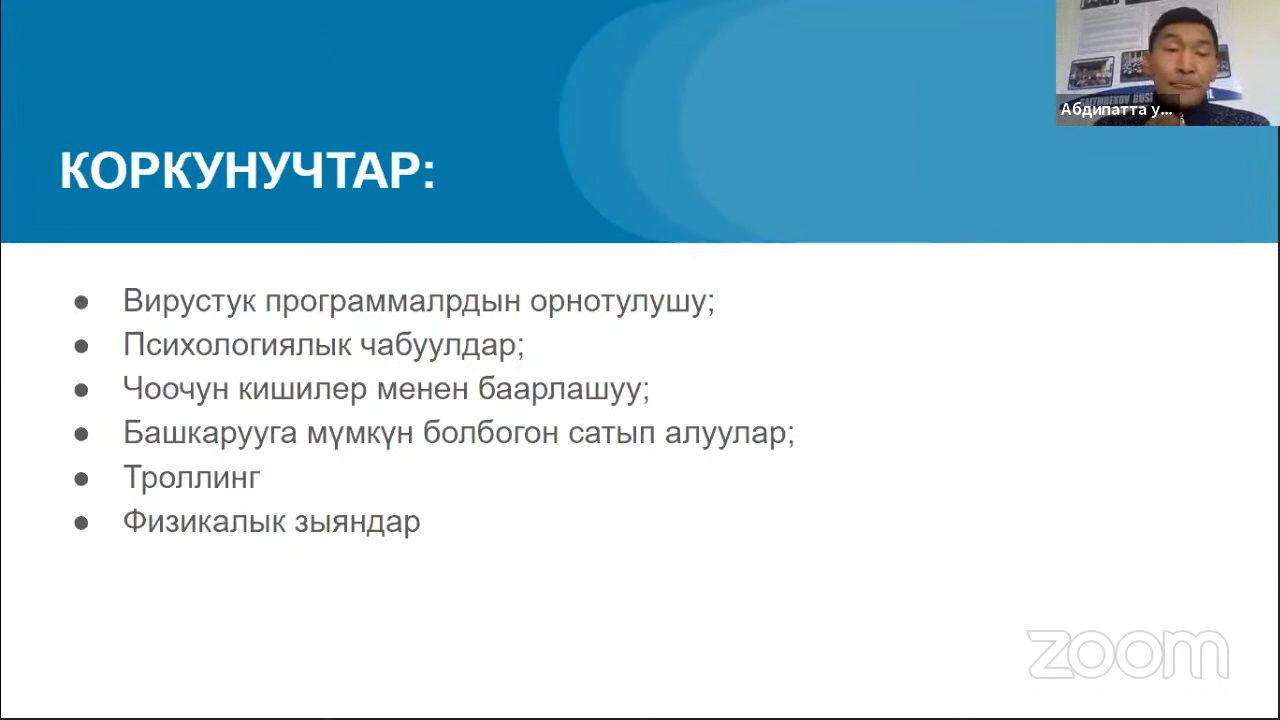 КОРКУНУЧТАР:
Абдипатта у...
● Вирустук программалрдын орнотулушу;
● Психологиялык чабуулдар;
● Чоочун кишилер менен баарлашуу;
● Башкарууга мүмкүн болбогон сатып алуулар;
● Троллинг
● Физикалык зыяндар
zoom